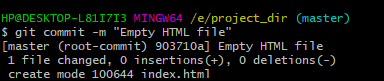 HP@DESKTOP-L81I7I3 MINGW64 /e/project_dir (master)
$ git commit -m "Empty HTML file"
[master (root-commit) 903710a] Empty HTML file
 1 file changed, 0 insertions(+), 0 deletions(-)
 create mode 100644 index.html